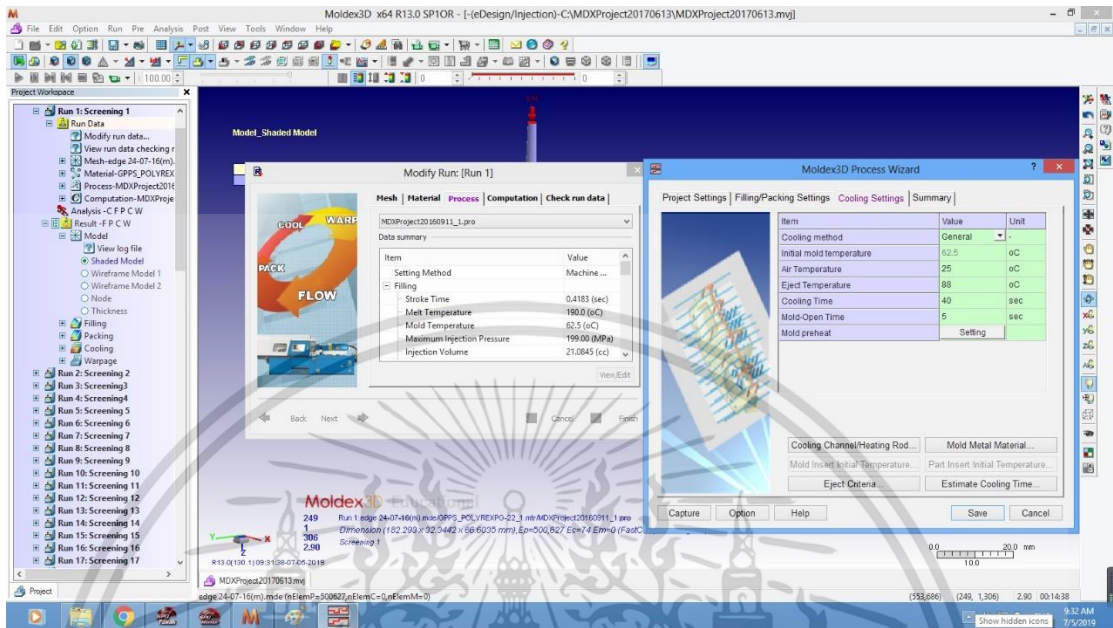 Moldex3D x64 R13.0 SP1OR - [-(eDesign/Injection)-C:\MDXProject20170613\MDXProject20170613.mvj]
File Edit Option Run Pre Analysis Post View Tools Window Help
100.00
0
0
Project Workspace
Run 1: Screening 1
Run Data
Modify run data...
View run data checking r
Mesh-edge 24-07-16(m).
Material-GPPS_POLYREX
Process-MDXProject2016
Computation-MDXProje
Analysis -C F P C W
Result -F P C W
Model
View log file
Shaded Model
Wireframe Model 1
Wireframe Model 2
Node
Thickness
Filling
Packing
Cooling
Warpage
Run 2: Screening 2
Run 3: Screening3
Run 4: Screening4
Run 5: Screening 5
Run 6: Screening 6
Run 7: Screening 7
Run 8: Screening 8
Run 9: Screening 9
Run 10: Screening 10
Run 11: Screening 11
Run 12: Screening 12
Run 13: Screening 13
Run 14: Screening 14
Run 15: Screening 15
Run 16: Screening 16
Run 17: Screening 17
Project
Model_Shaded Model
Modify Run: [Run 1]
Mesh Material Process Computation Check run data
MDXProject20160911_1.pro
Data summary
Item Value
Setting Method Machine ...
Filling
Stroke Time 0.4183 (sec)
Melt Temperature 190.0 (oC)
Mold Temperature 62.5 (oC)
Maximum Injection Pressure 199.00 (MPa)
Injection Volume 21.0845 (cc)
View/Edit
COOL WARP
PACK
FLOW
Back Next Cancel Finish
Moldex3D Process Wizard
Project Settings Filling/Packing Settings Cooling Settings Summary
Item Value Unit
Cooling method General -
Initial mold temperature 62.5 oC
Air Temperature 25 oC
Eject Temperature 88 oC
Cooling Time 40 sec
Mold-Open Time 5 sec
Mold preheat Setting
Cooling Channel/Heating Rod... Mold Metal Material...
Mold Insert Initial Temperature... Part Insert Initial Temperature...
Eject Criteria... Estimate Cooling Time...
Capture Option Help Save Cancel
Moldex3D Educational
249
1
306
2.90
Run 1:edge 24-07-16(m).mde/GPPS_POLYREXPG-22_1.mtr/MDXProject20160911_1.pro
Screening 1
Y X
Z
R13.0(130.1)09:31:38-07-05-2019
0.0 20.0 mm
10.0
MDXProject20170613.mvj
edge 24-07-16(m).mde (nElemP=500627,nElemC=0,nElemM=0)
(553,686) (249, 1,306) 2.90 00:14:38
Show hidden icons
9:32 AM
7/5/2019